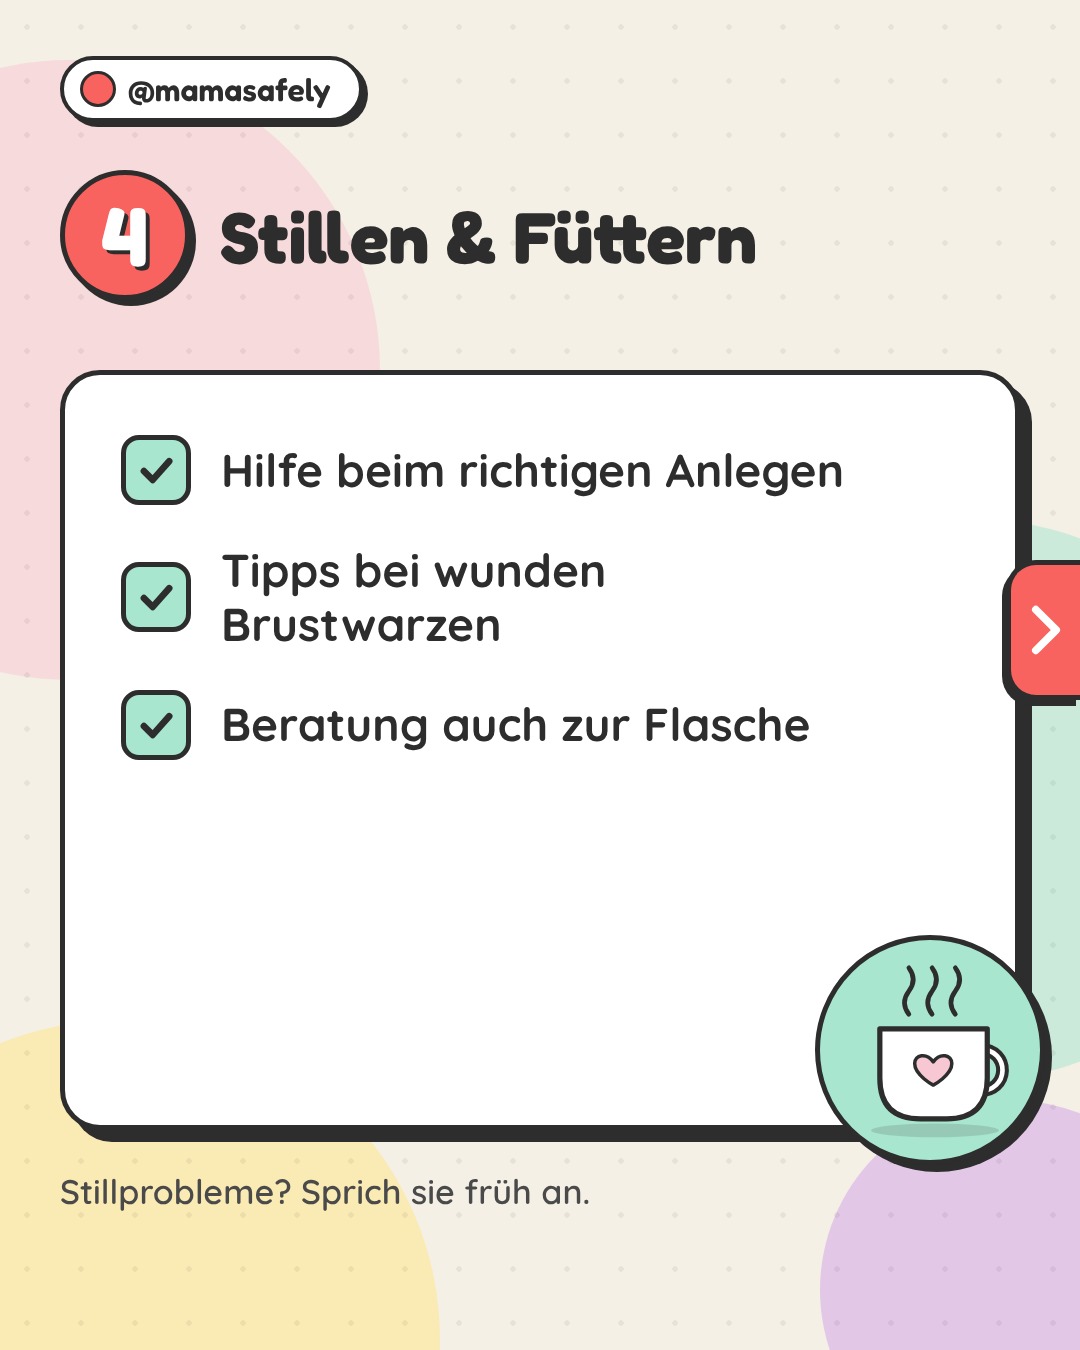 @mamasafely
4 Stillen & Füttern
Hilfe beim richtigen Anlegen
Tipps bei wunden
Brustwarzen
Beratung auch zur Flasche
Stillprobleme? Sprich sie früh an.